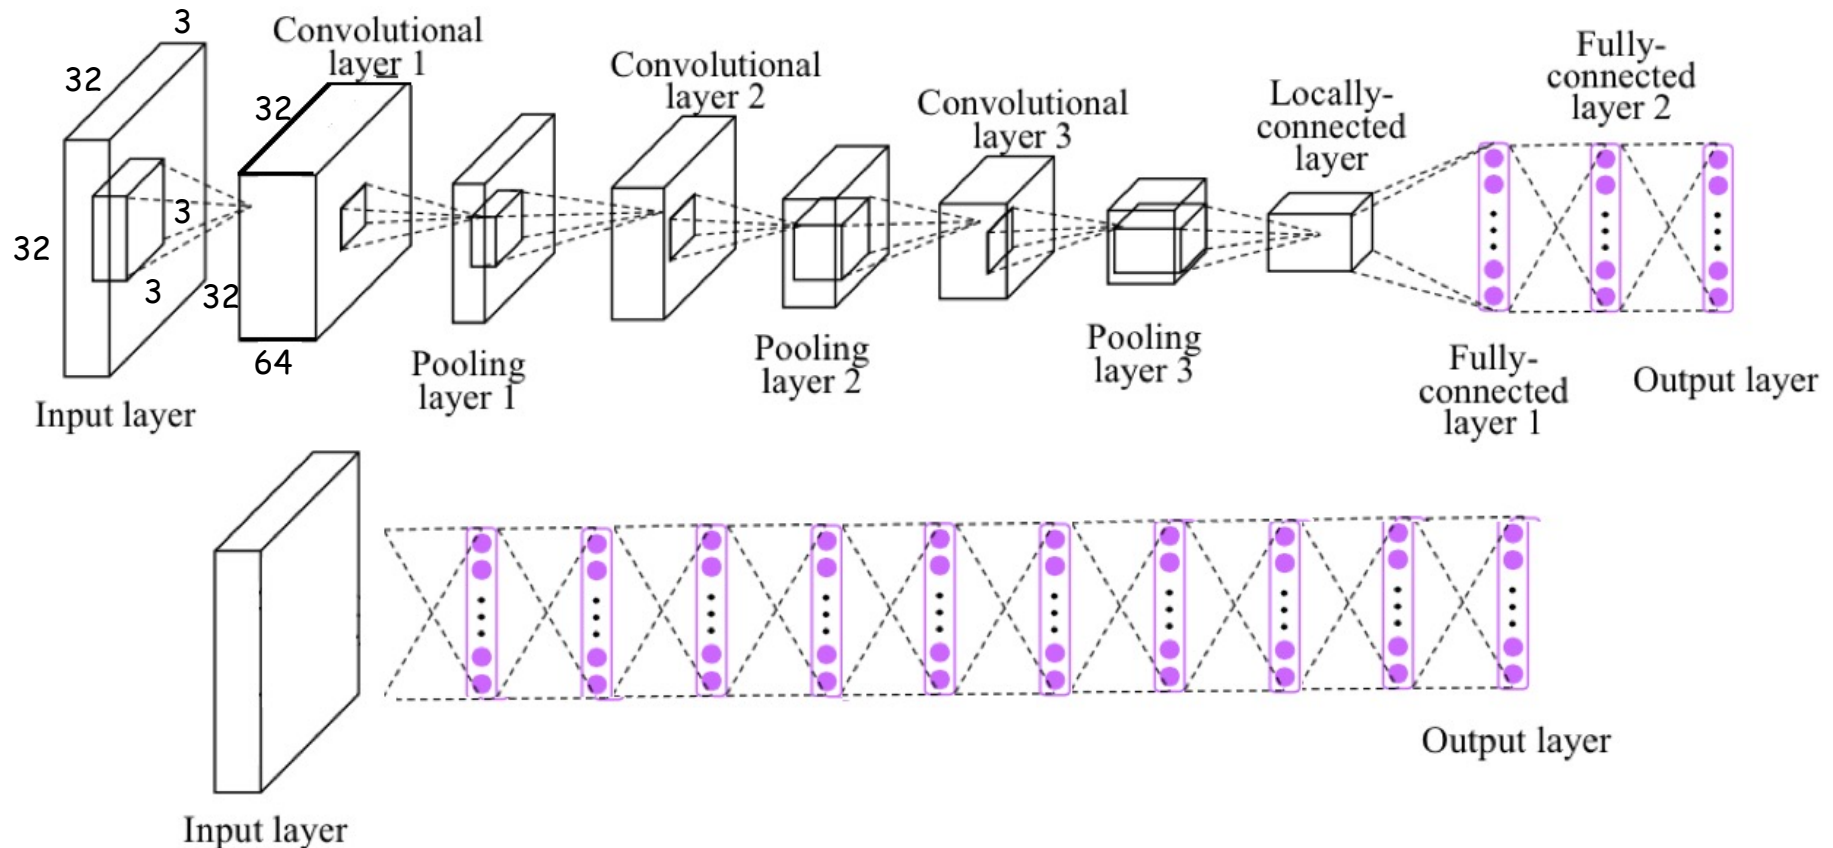 3
32
32
3
3
Input layer
Convolutional
layer 1
32
32
64
Pooling
layer 1
Convolutional
layer 2
Pooling
layer 2
Convolutional
layer 3
Pooling
layer 3
Locally-
connected
layer
Fully-
connected
layer 1
Fully-
connected
layer 2
Output layer
Input layer
Output layer